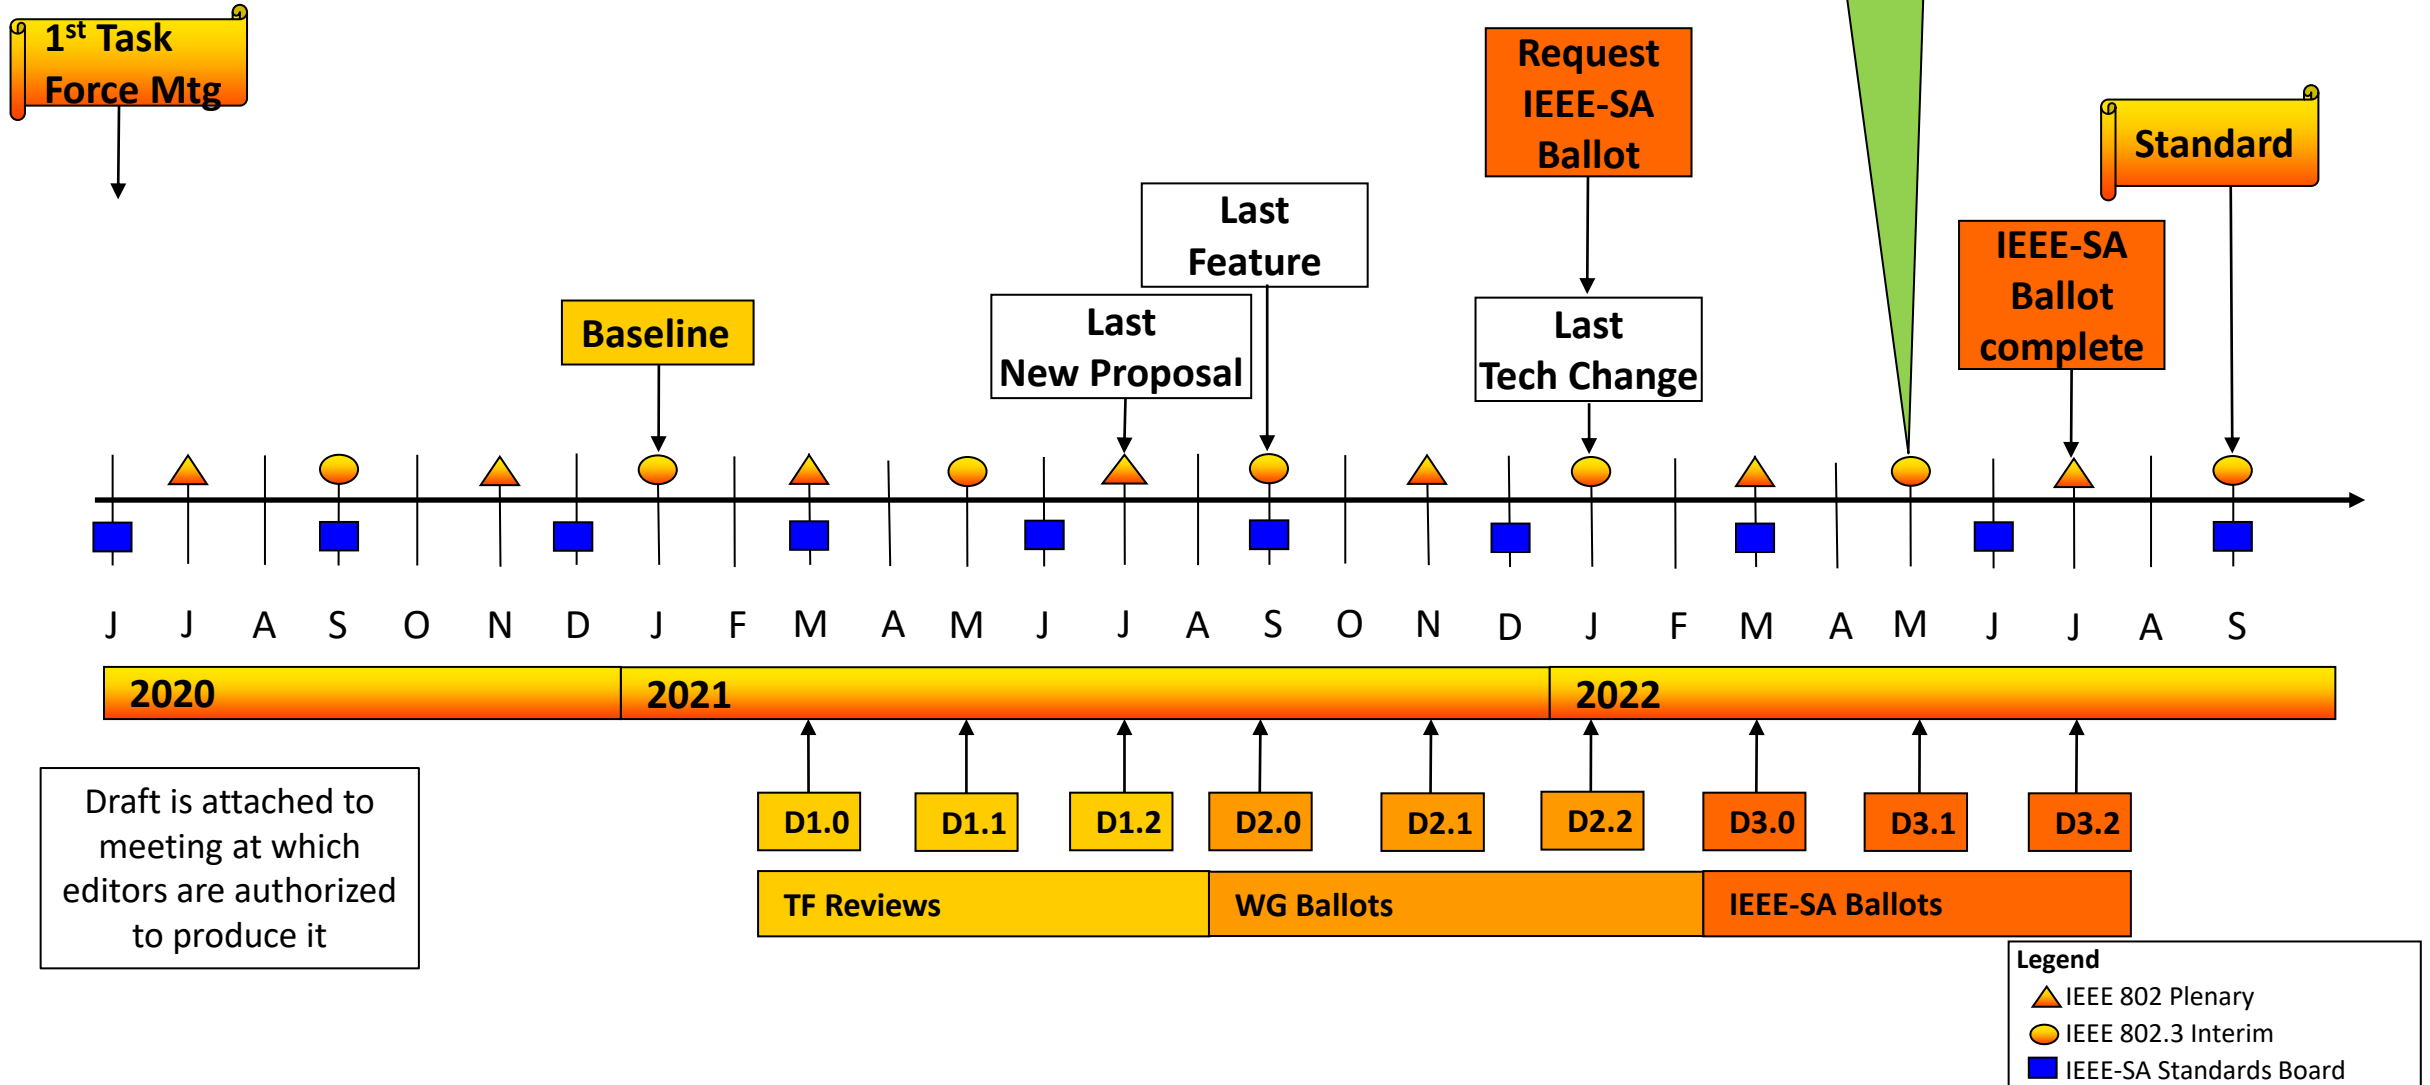 1st Task
Force Mtg
Request
IEEE-SA
Ballot
Standard
Last
Feature
IEEE-SA
Ballot
complete
Baseline
Last
New Proposal
Last
Tech Change
J J A S O N D J F M A M J J A S O N D J F M A M J J A S
2020 2021 2022
D1.0 D1.1 D1.2 D2.0 D2.1 D2.2 D3.0 D3.1 D3.2
TF Reviews WG Ballots IEEE-SA Ballots
Draft is attached to
meeting at which
editors are authorized
to produce it
Legend
IEEE 802 Plenary
IEEE 802.3 Interim
IEEE-SA Standards Board